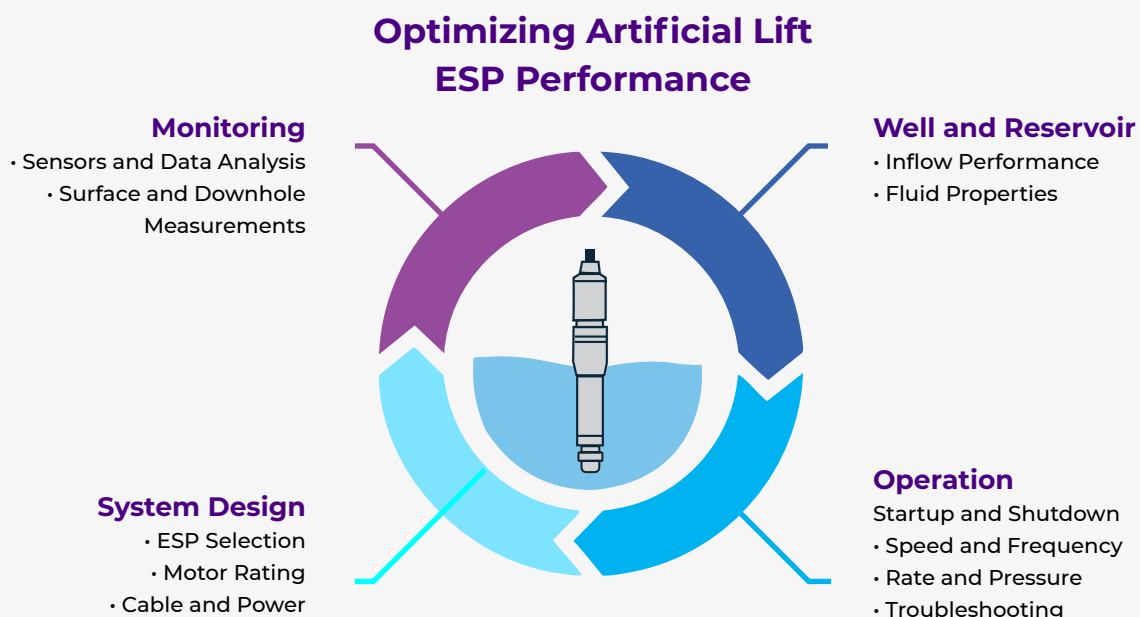 Optimizing Artificial Lift
ESP Performance
Monitoring
· Sensors and Data Analysis
· Surface and Downhole
Measurements
Well and Reservoir
· Inflow Performance
· Fluid Properties
System Design
· ESP Selection
· Motor Rating
· Cable and Power
Operation
Startup and Shutdown
· Speed and Frequency
· Rate and Pressure
· Troubleshooting